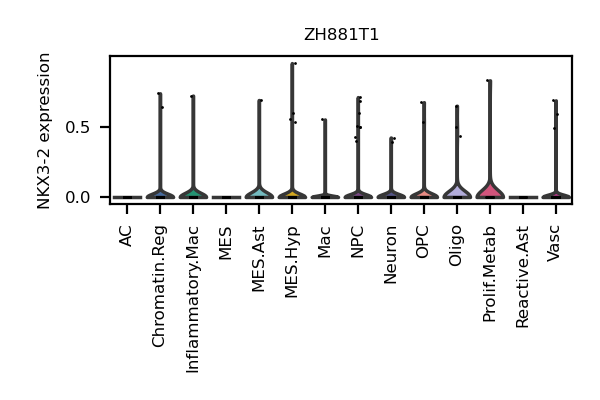 ZH881T1
NKX3-2 expression
0.5
0.0
AC
Chromatin.Reg
Inflammatory.Mac
MES
MES.Ast
MES.Hyp
Mac
NPC
Neuron
OPC
Oligo
Prolif.Metab
Reactive.Ast
Vasc